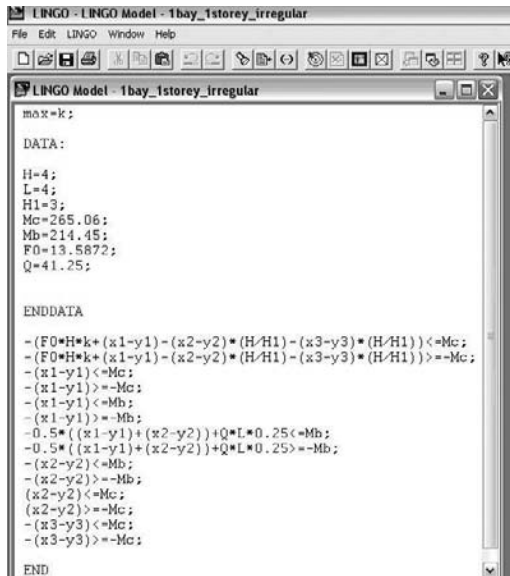 LINGO - LINGO Model - 1bay_1storey_irregular
File Edit LINGO Window Help
LINGO Model - 1bay_1storey_irregular
max=k;
DATA:
H=4;
L=4;
H1=3;
Mc=265.06;
Mb=214.45;
F0=13.5872;
Q=41.25;
ENDDATA
-(F0*H*k+(x1-y1)-(x2-y2)*(H/H1)-(x3-y3)*(H/H1))<=Mc;
-(F0*H*k+(x1-y1)-(x2-y2)*(H/H1)-(x3-y3)*(H/H1))>=-Mc;
-(x1-y1)<=Mc;
-(x1-y1)>=-Mc;
-(x1-y1)<=Mb;
-(x1-y1)>=-Mb;
-0.5*((x1-y1)+(x2-y2))+Q*L*0.25<=Mb;
-0.5*((x1-y1)+(x2-y2))+Q*L*0.25>=-Mb;
-(x2-y2)<=Mb;
-(x2-y2)>=-Mb;
(x2-y2)<=Mc;
(x2-y2)>=-Mc;
-(x3-y3)<=Mc;
-(x3-y3)>=-Mc;
END